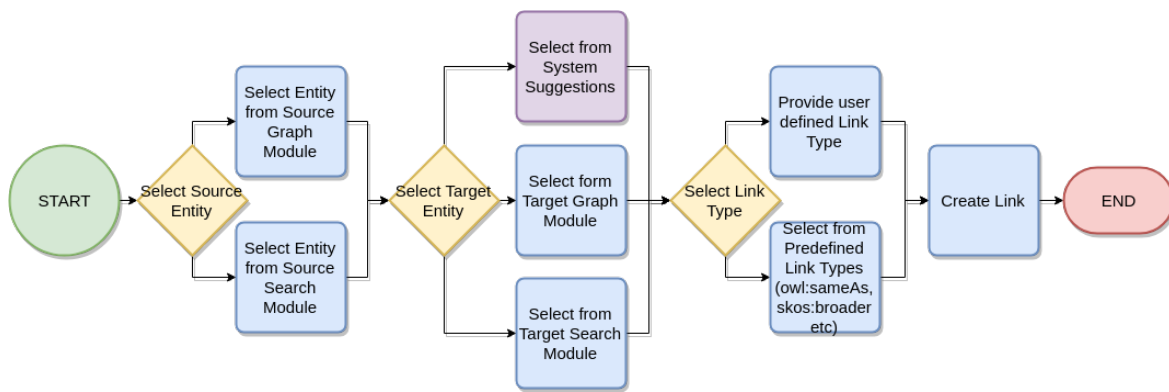 START
Select Source
Entity
Select Entity
from Source
Graph
Module
Select Entity
from Source
Search
Module
Select Target
Entity
Select from
System
Suggestions
Select form
Target Graph
Module
Select from
Target Search
Module
Select Link
Type
Provide user
defined Link
Type
Select from
Predefined
Link Types
(owl:sameAs,
skos:broader
etc)
Create Link
END